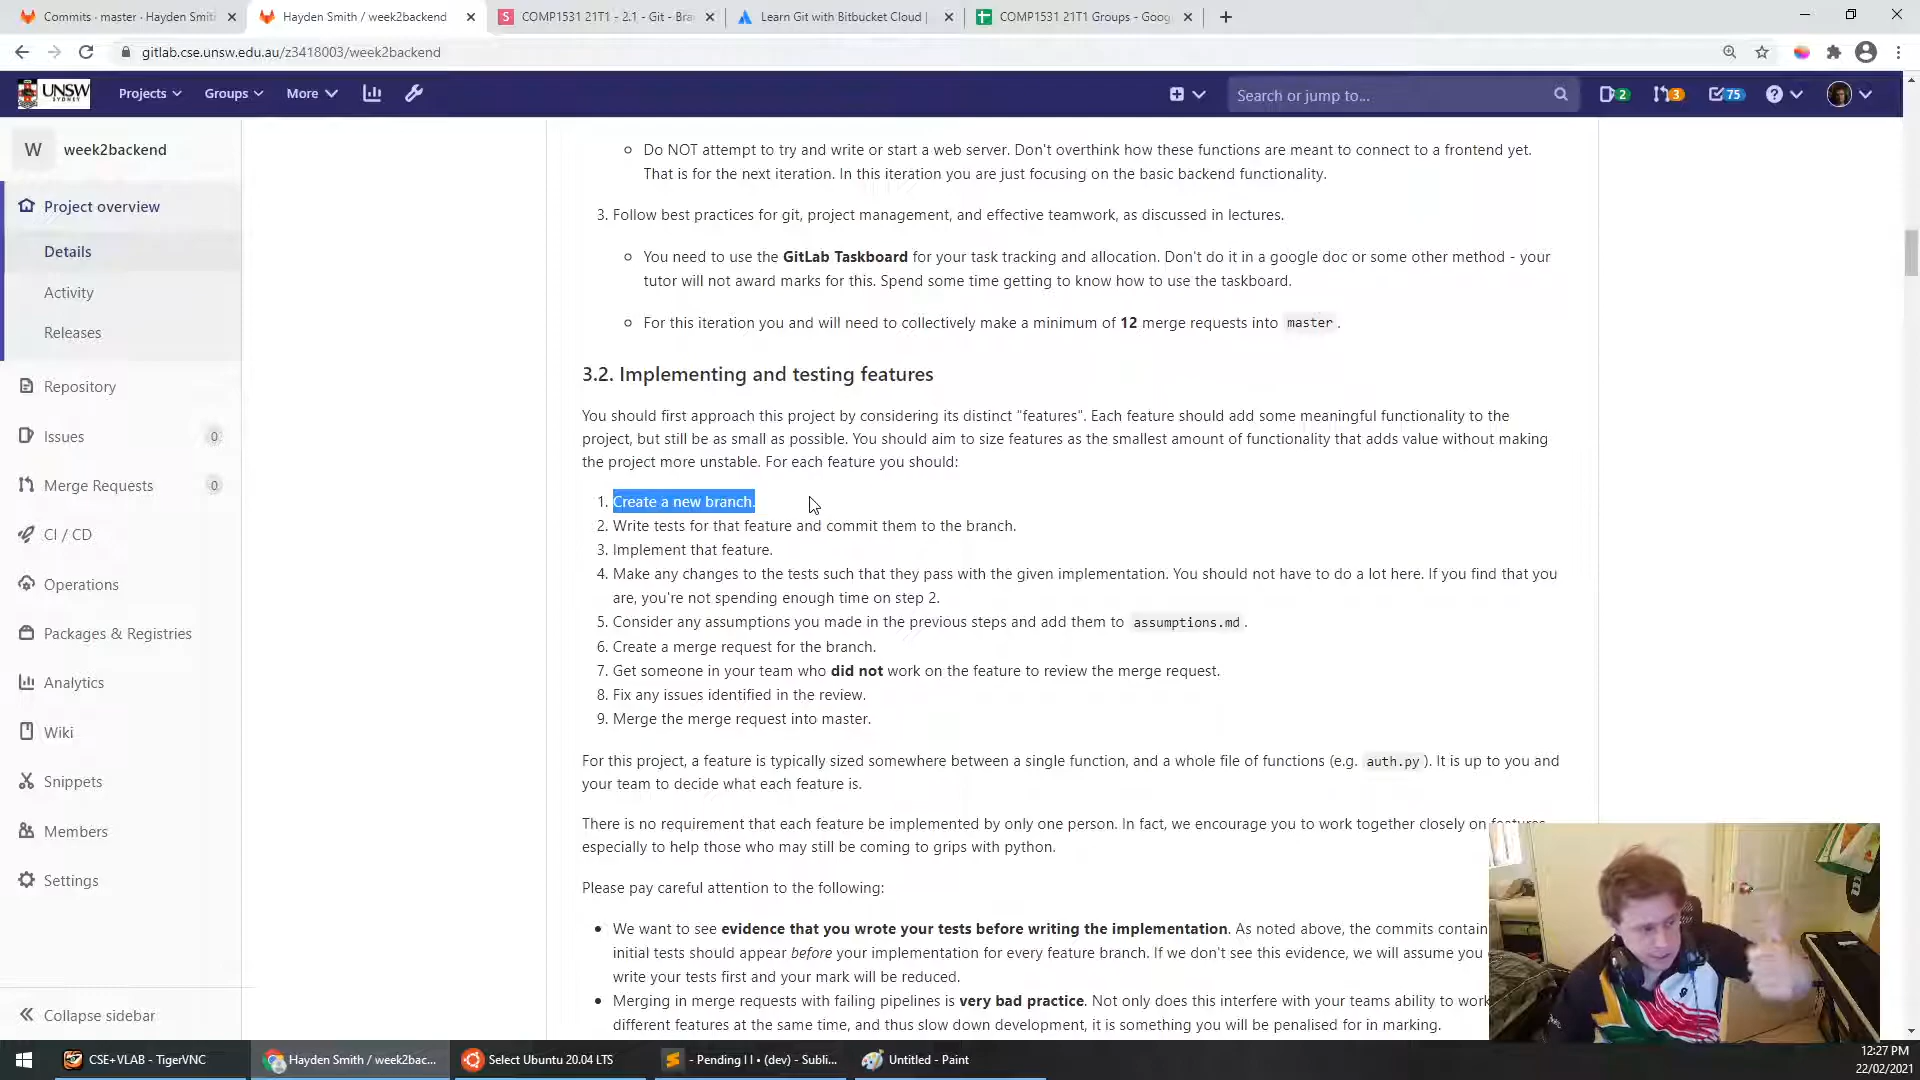 Commits · master · Hayden Smit
Hayden Smith / week2backend
COMP1531 21T1 - 2.1 - Git - Bra
Learn Git with Bitbucket Cloud |
COMP1531 21T1 Groups - Goog
gitlab.cse.unsw.edu.au/z3418003/week2backend
UNSW
SYDNEY
Projects
Groups
More
Search or jump to...
2
3
75
W
week2backend
Project overview
Details
Activity
Releases
Repository
Issues 0
Merge Requests 0
CI / CD
Operations
Packages & Registries
Analytics
Wiki
Snippets
Members
Settings
Collapse sidebar
Do NOT attempt to try and write or start a web server. Don't overthink how these functions are meant to connect to a frontend yet.
That is for the next iteration. In this iteration you are just focusing on the basic backend functionality.
3. Follow best practices for git, project management, and effective teamwork, as discussed in lectures.
You need to use the GitLab Taskboard for your task tracking and allocation. Don't do it in a google doc or some other method - your
tutor will not award marks for this. Spend some time getting to know how to use the taskboard.
For this iteration you and will need to collectively make a minimum of 12 merge requests into master.
3.2. Implementing and testing features
You should first approach this project by considering its distinct "features". Each feature should add some meaningful functionality to the
project, but still be as small as possible. You should aim to size features as the smallest amount of functionality that adds value without making
the project more unstable. For each feature you should:
1. Create a new branch.
2. Write tests for that feature and commit them to the branch.
3. Implement that feature.
4. Make any changes to the tests such that they pass with the given implementation. You should not have to do a lot here. If you find that you
are, you're not spending enough time on step 2.
5. Consider any assumptions you made in the previous steps and add them to assumptions.md.
6. Create a merge request for the branch.
7. Get someone in your team who did not work on the feature to review the merge request.
8. Fix any issues identified in the review.
9. Merge the merge request into master.
For this project, a feature is typically sized somewhere between a single function, and a whole file of functions (e.g. auth.py). It is up to you and
your team to decide what each feature is.
There is no requirement that each feature be implemented by only one person. In fact, we encourage you to work together closely on features,
especially to help those who may still be coming to grips with python.
Please pay careful attention to the following:
We want to see evidence that you wrote your tests before writing the implementation. As noted above, the commits contain
initial tests should appear before your implementation for every feature branch. If we don't see this evidence, we will assume you
write your tests first and your mark will be reduced.
Merging in merge requests with failing pipelines is very bad practice. Not only does this interfere with your teams ability to work
different features at the same time, and thus slow down development, it is something you will be penalised for in marking.
CSE+VLAB - TigerVNC
Hayden Smith / week2bac...
Select Ubuntu 20.04 LTS
- Pending I I • (dev) - Subli...
Untitled - Paint
12:27 PM
22/02/2021